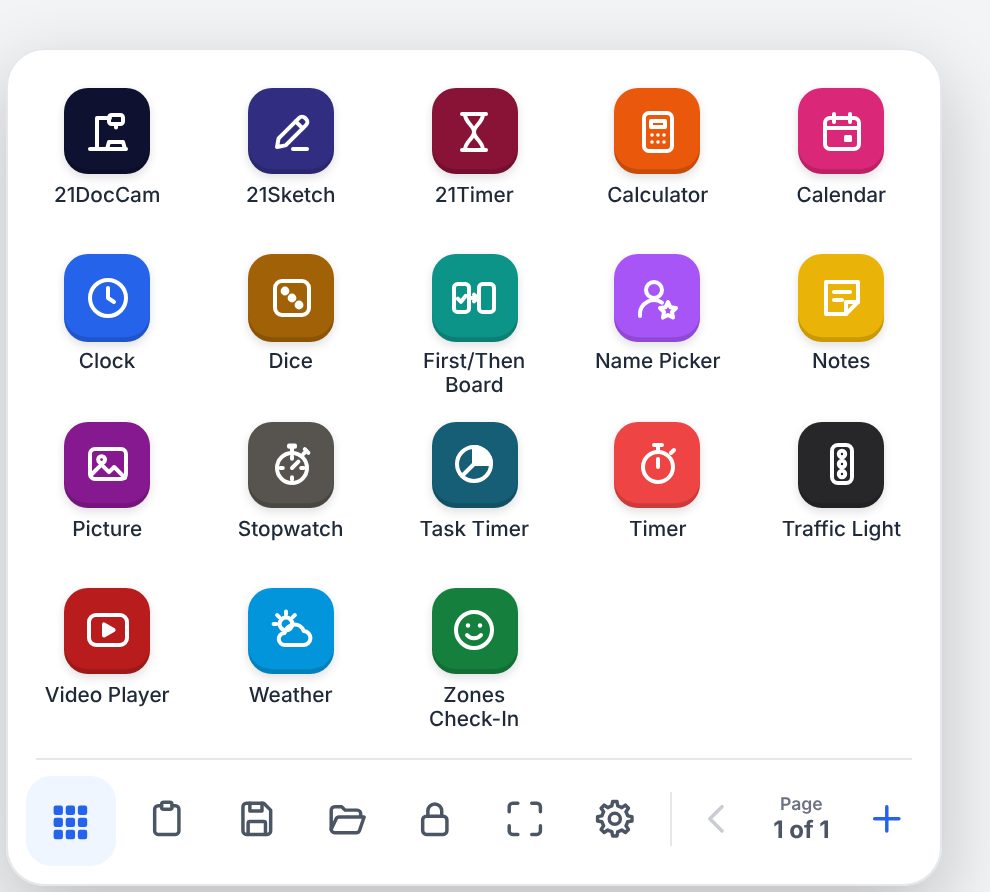 21DocCam
21Sketch
21Timer
Calculator
Calendar
Clock
Dice
First/Then
Board
Name Picker
Notes
Picture
Stopwatch
Task Timer
Timer
Traffic Light
Video Player
Weather
Zones
Check-In
Page
1 of 1